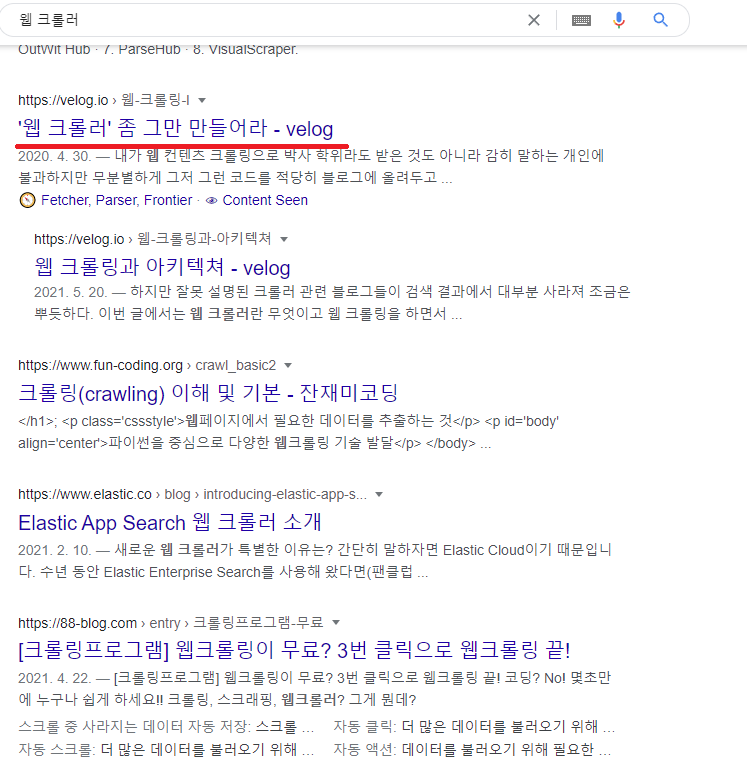 웹 크롤러
OutWit Hub · 7. ParseHub · 8. VisualScraper.
https://velog.io › 웹-크롤링-I
'웹 크롤러' 좀 그만 만들어라 - velog
2020. 4. 30. — 내가 웹 컨텐츠 크롤링으로 박사 학위라도 받은 것도 아니라 감히 말하는 개인에
불과하지만 무분별하게 그저 그런 코드를 적당히 블로그에 올려두고 ...
Fetcher, Parser, Frontier · Content Seen
https://velog.io › 웹-크롤링과-아키텍쳐
웹 크롤링과 아키텍쳐 - velog
2021. 5. 20. — 하지만 잘못 설명된 크롤러 관련 블로그들이 검색 결과에서 대부분 사라져 조금은
뿌듯하다. 이번 글에서는 웹 크롤러란 무엇이고 웹 크롤링을 하면서 ...
https://www.fun-coding.org › crawl_basic2
크롤링(crawling) 이해 및 기본 - 잔재미코딩
</h1>; <p class='cssstyle'>웹페이지에서 필요한 데이터를 추출하는 것</p> <p id='body'
align='center'>파이썬을 중심으로 다양한 웹크롤링 기술 발달</p> </body> ...
https://www.elastic.co › blog › introducing-elastic-app-s...
Elastic App Search 웹 크롤러 소개
2021. 2. 10. — 새로운 웹 크롤러가 특별한 이유는? 간단히 말하자면 Elastic Cloud이기 때문입니
다. 수년 동안 Elastic Enterprise Search를 사용해 왔다면(팬클럽 ...
https://88-blog.com › entry › 크롤링프로그램-무료
[크롤링프로그램] 웹크롤링이 무료? 3번 클릭으로 웹크롤링 끝!
2021. 4. 22. — [크롤링프로그램] 웹크롤링이 무료? 3번 클릭으로 웹크롤링 끝! 코딩? No! 몇초만
에 누구나 쉽게 하세요!! 크롤링, 스크래핑, 웹크롤러? 그게 뭔데?
스크롤 중 사라지는 데이터 자동 저장: 스크롤 ... 자동 클릭: 더 많은 데이터를 불러오기 위해 ...
자동 스크롤: 더 많은 데이터를 불러오기 위해 ... 자동 액션: 데이터를 불러오기 위해 필요한 ...